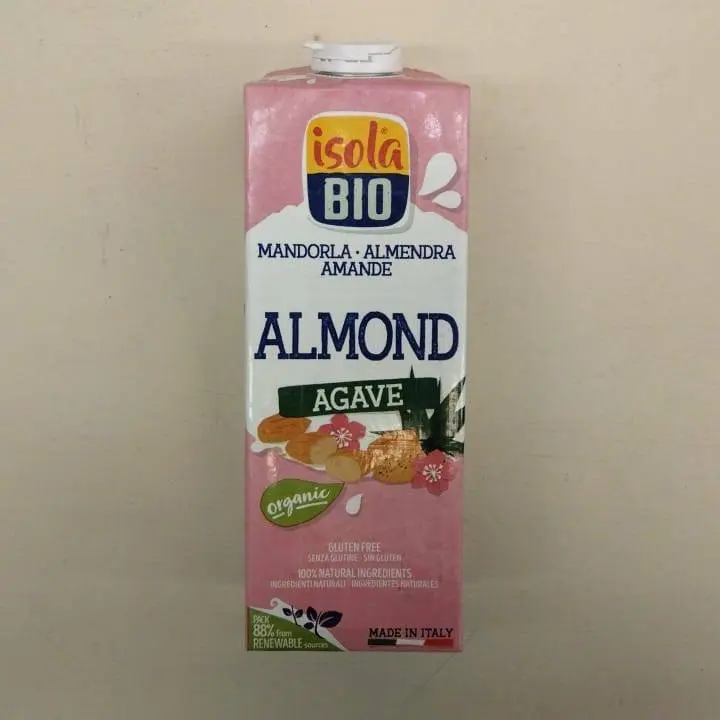 isola®
BIO
MANDORLA · ALMENDRA
AMANDE
ALMOND
AGAVE
organic
GLUTEN FREE
SENZA GLUTINE · SIN GLUTEN
100% NATURAL INGREDIENTS
INGREDIENTI NATURALI · INGREDIENTES NATURALES
PACK
88% from
RENEWABLE sources
MADE IN ITALY